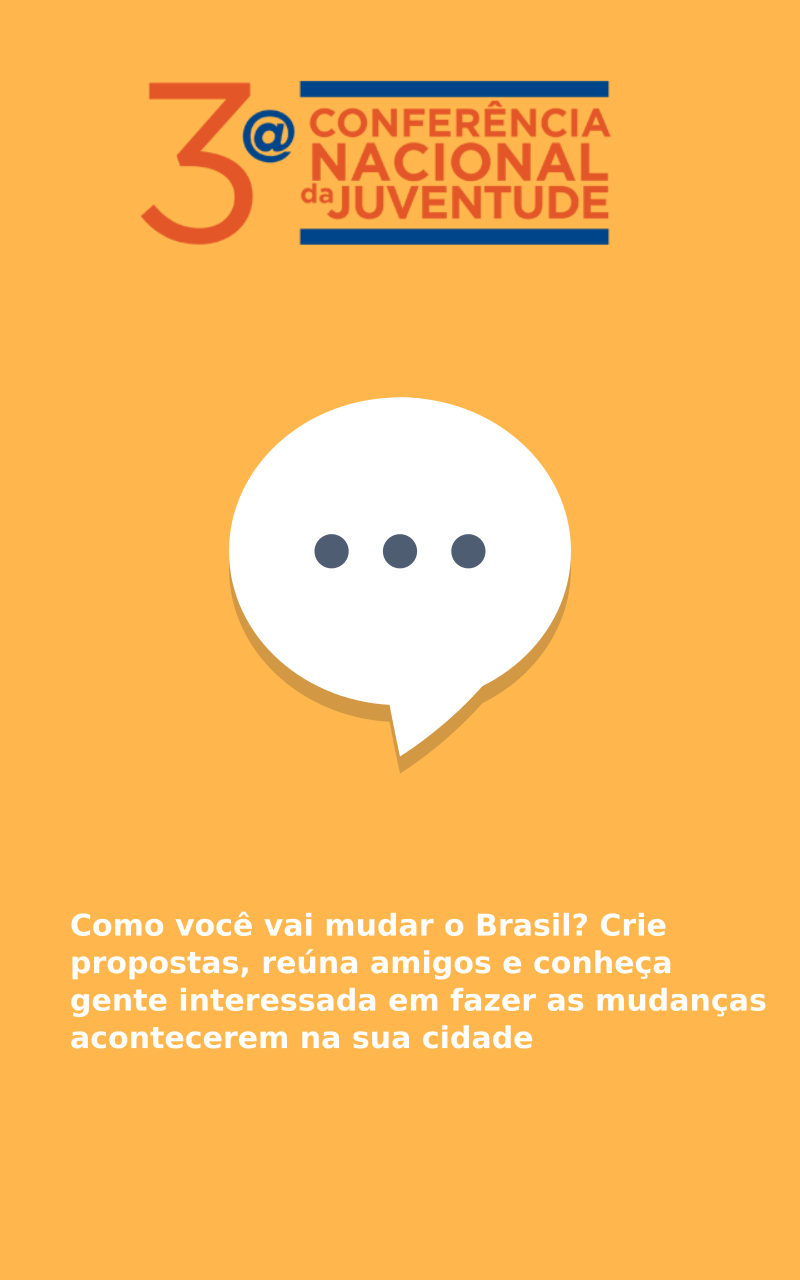 3@ CONFERÊNCIA
NACIONAL
da JUVENTUDE
Como você vai mudar o Brasil? Crie
propostas, reúna amigos e conheça
gente interessada em fazer as mudanças
acontecerem na sua cidade